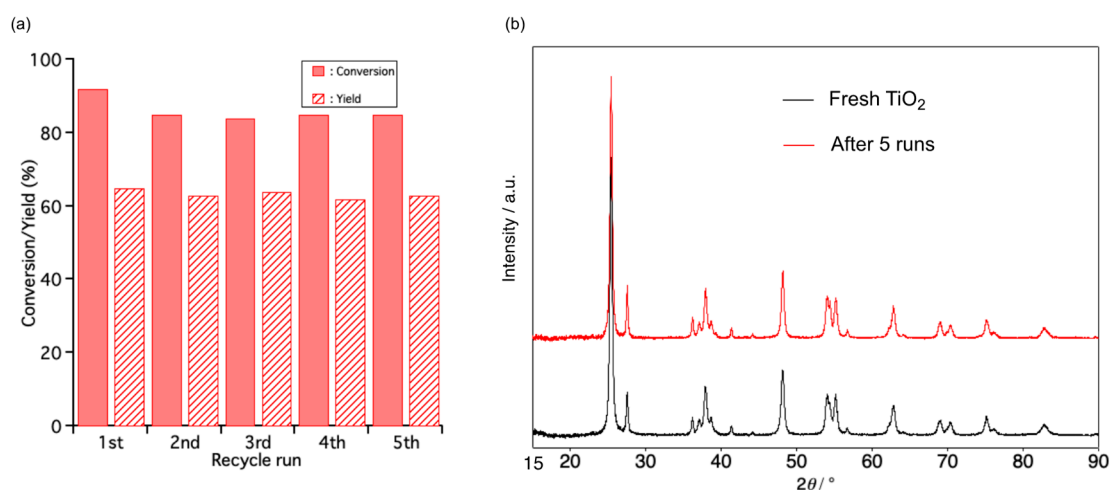 (a)
100
80
60
40
20
0
Conversion/Yield (%)
: Conversion
: Yield
1st 2nd 3rd 4th 5th
Recycle run
(b)
Intensity / a.u.
Fresh TiO₂
After 5 runs
15 20 30 40 50 60 70 80 90
2θ/ °